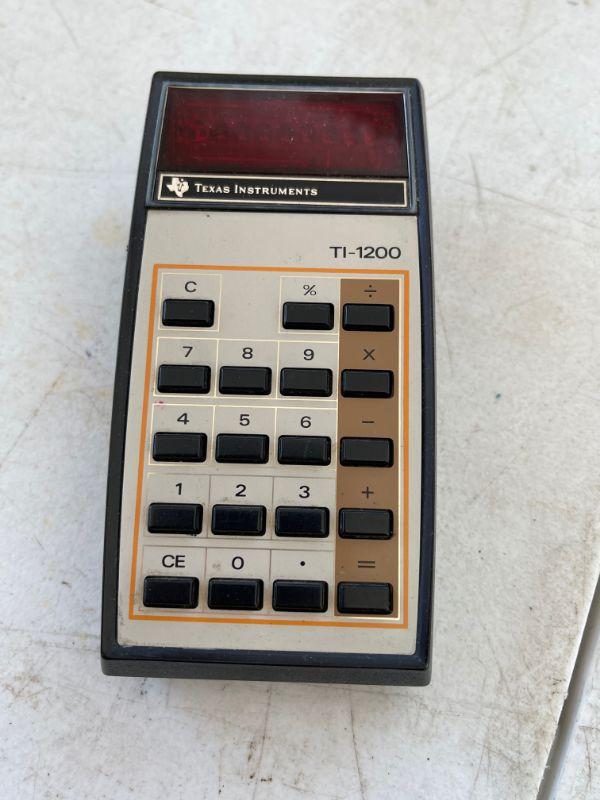 TEXAS INSTRUMENTS
TI-1200
C % ÷
7 8 9 ×
4 5 6 −
1 2 3 +
CE 0 . =